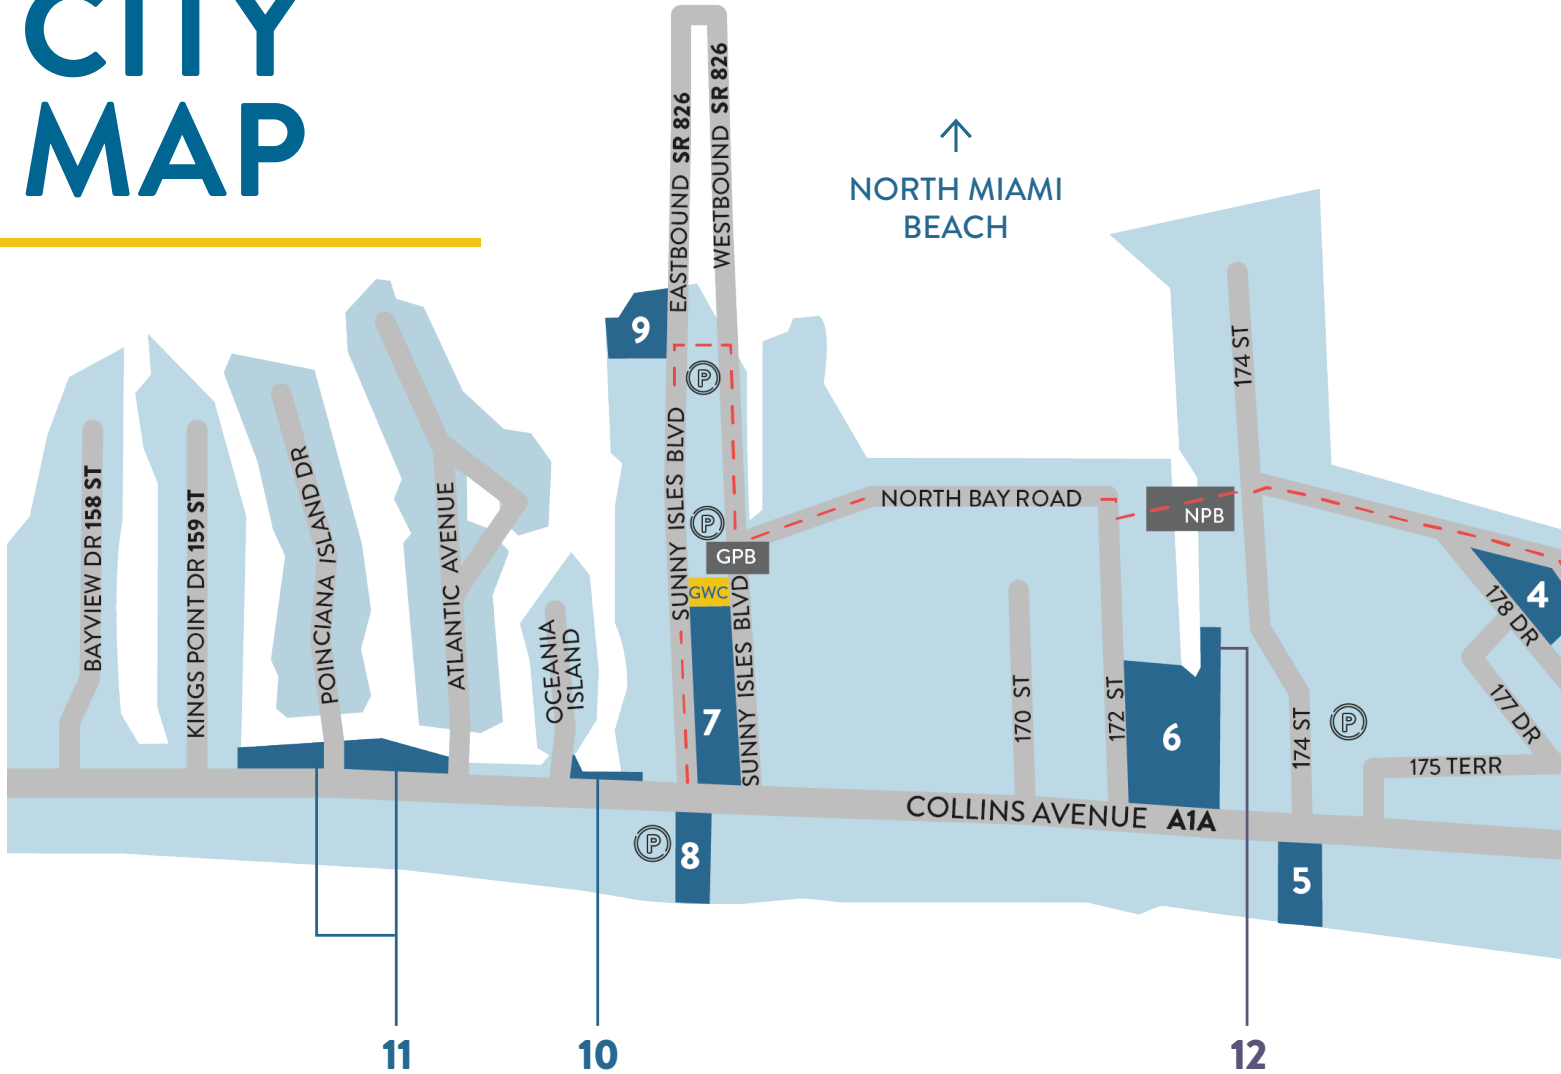 CITY
MAP
EASTBOUND SR 826
WESTBOUND SR 826
NORTH MIAMI
BEACH
9
P
174 ST
BAYVIEW DR 158 ST
KINGS POINT DR 159 ST
POINCIANA ISLAND DR
ATLANTIC AVENUE
OCEANIA
ISLAND
SUNNY ISLES BLVD
P
GPB
GWC
SUNNY ISLES BLVD
7
NORTH BAY ROAD
NPB
4
178 DR
177 DR
175 TERR
170 ST
172 ST
6
174 ST
P
COLLINS AVENUE A1A
P
8
5
11
10
12